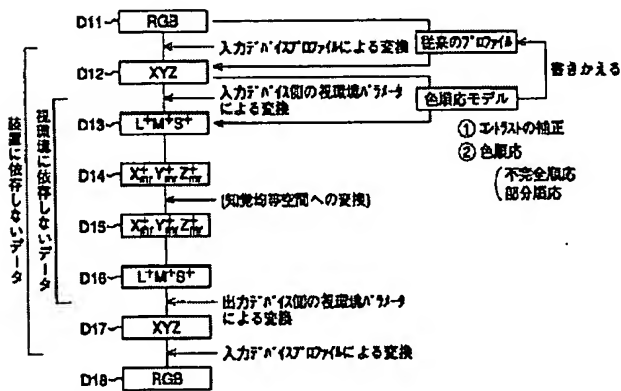 D11 RGB
入力デバイスプロファイルによる変換
従来のプロファイル
書きかえる
D12 XYZ
入力デバイス側の視環境パラメータ
による変換
色順応モデル
D13 L⁺M⁺S⁺
① コントラストの補正
② 色順応
不完全順応
部分順応
D14
(知覚均等空間への変換)
D15
D16 L⁺M⁺S⁺
出力デバイス側の視環境パラメータ
による変換
D17 XYZ
入力デバイスプロファイルによる変換
D18 RGB
装置に依存しないデータ
視環境に依存しないデータ